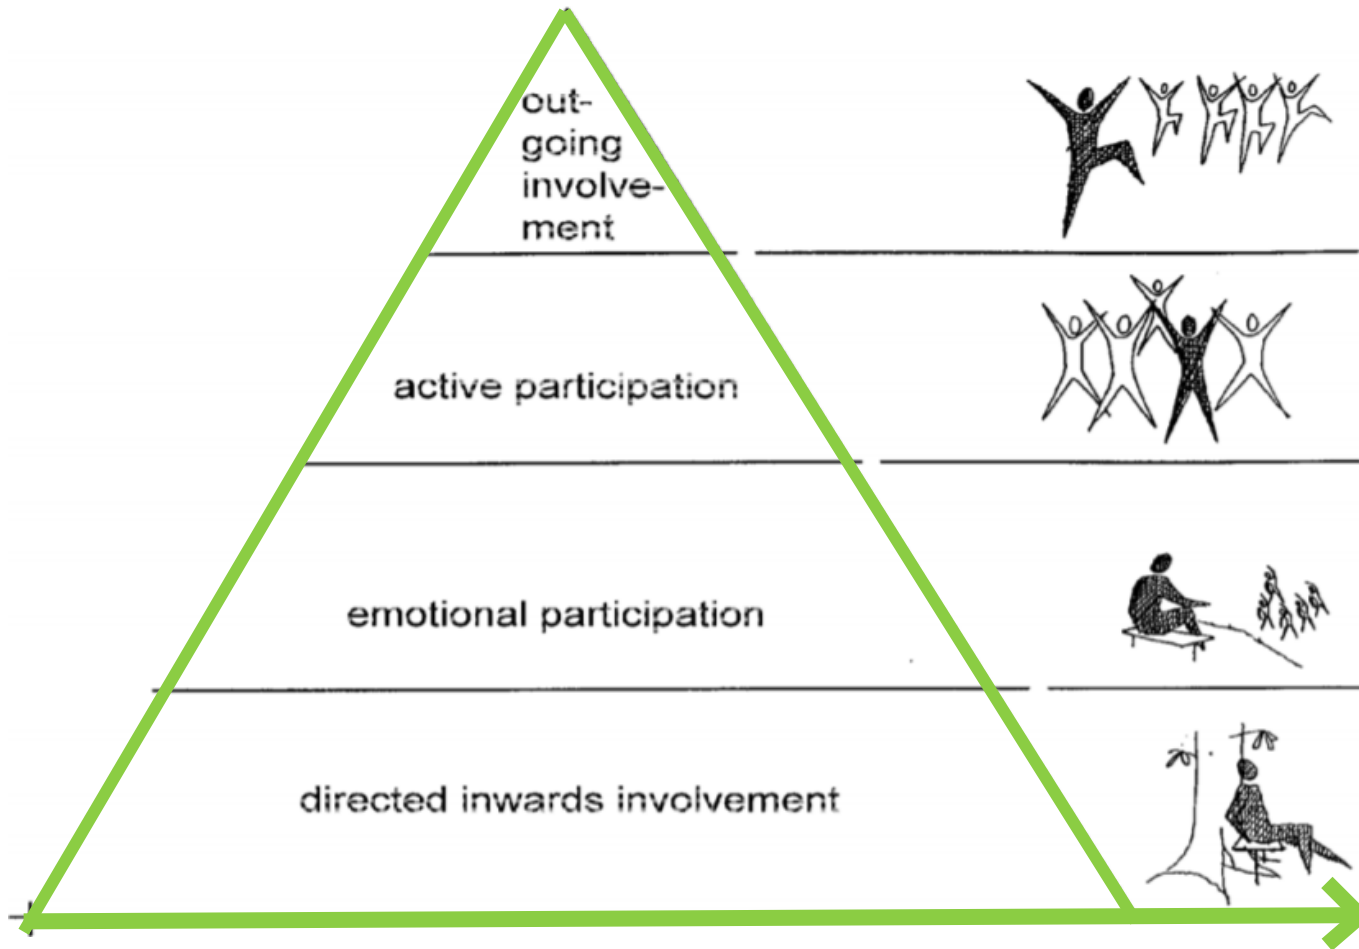 out-
going
involve-
ment
active participation
emotional participation
directed inwards involvement